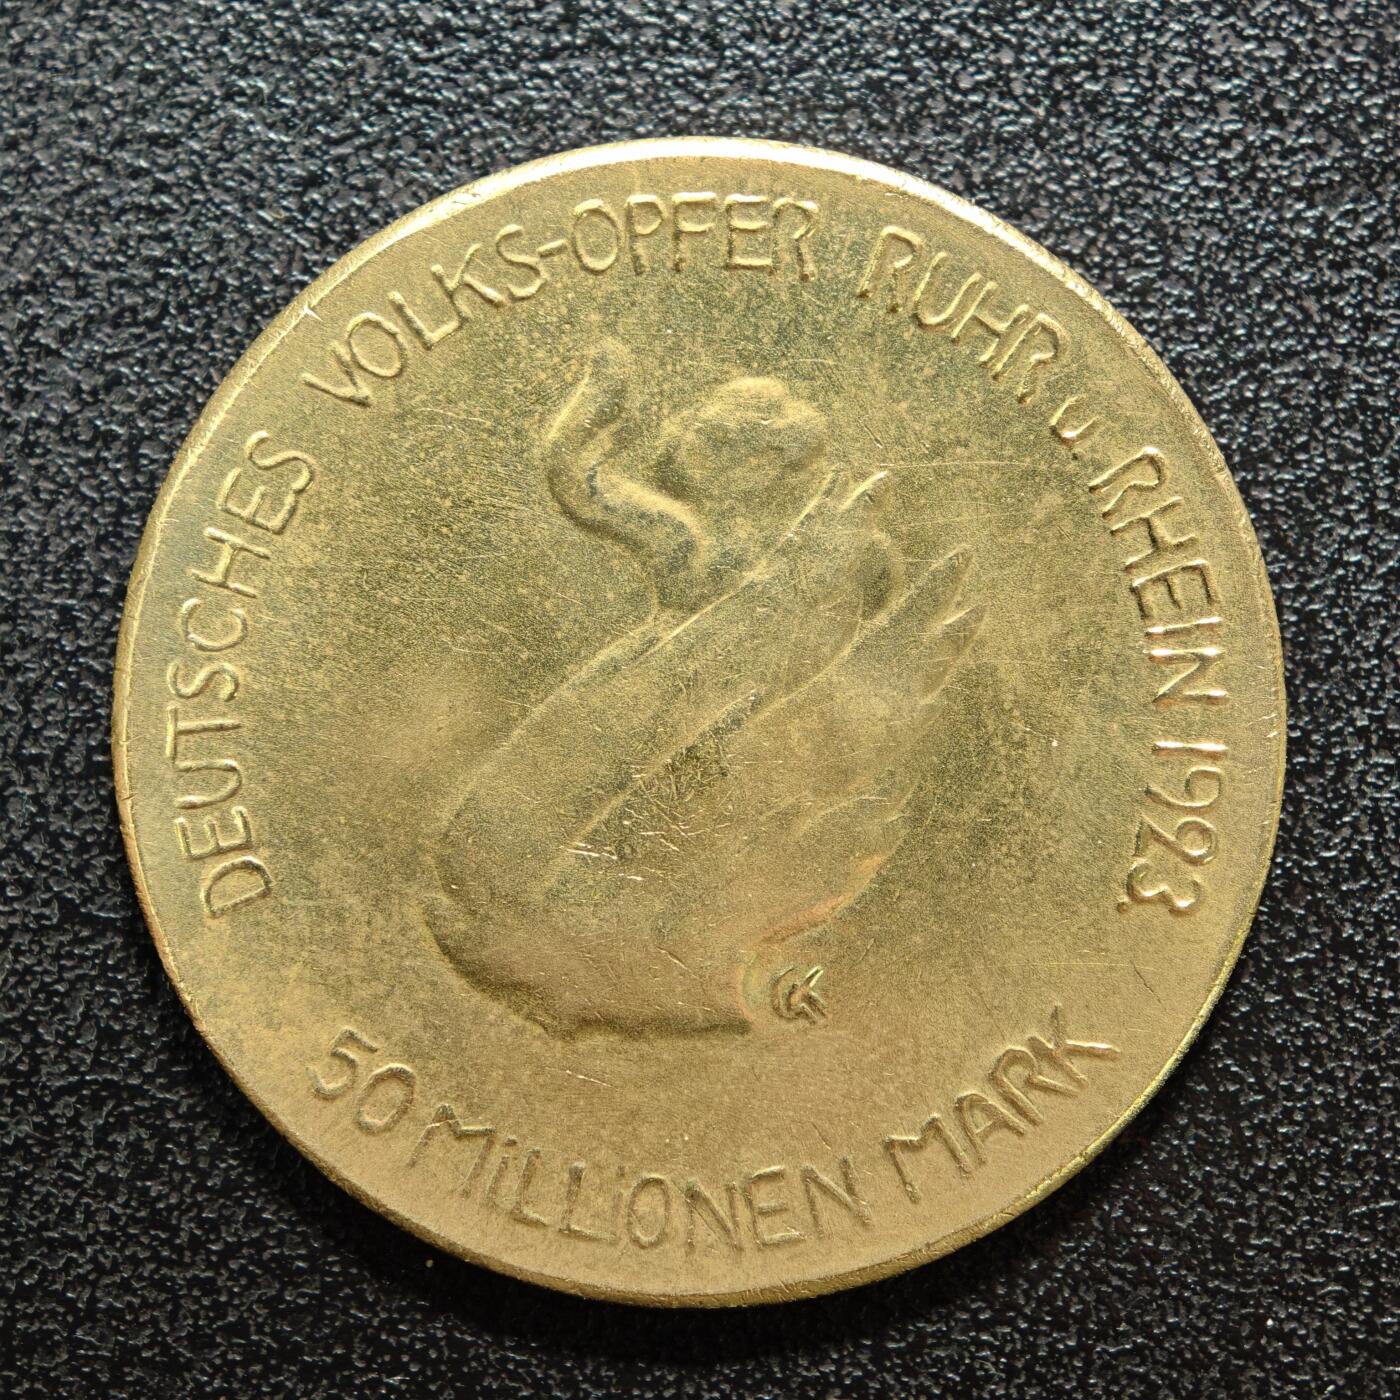 DEUTSCHES VOLKS-OPFER RUHR u. RHEIN 1923
50 MiLLiONEN MARK